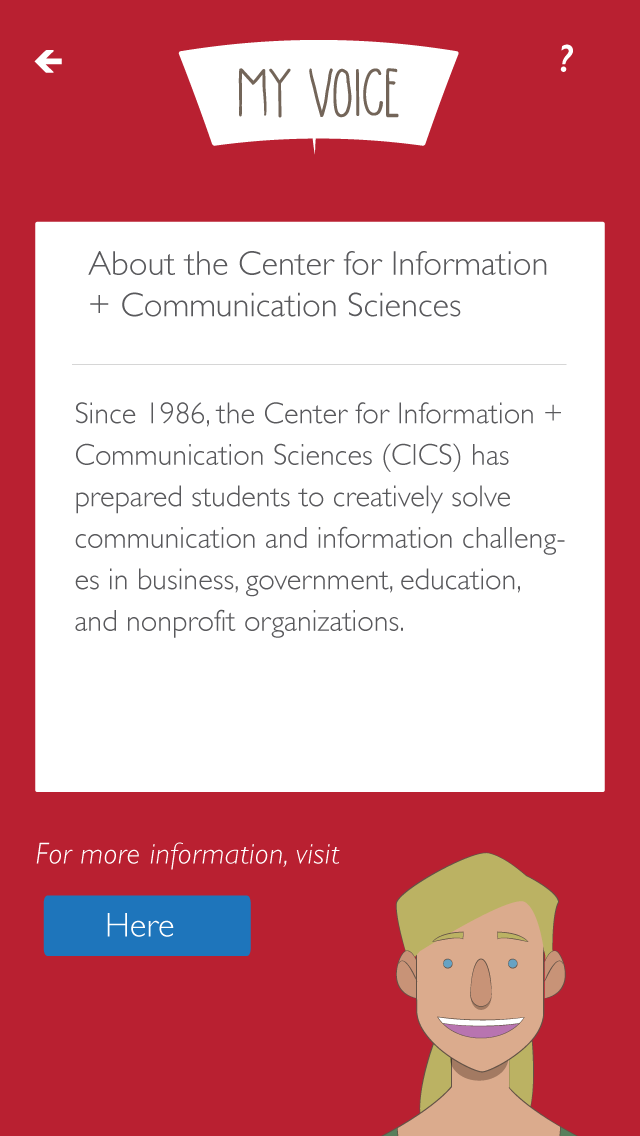 ?
MY VOICE
About the Center for Information
+ Communication Sciences
Since 1986, the Center for Information +
Communication Sciences (CICS) has
prepared students to creatively solve
communication and information challeng-
es in business, government, education,
and nonprofit organizations.
For more information, visit
Here